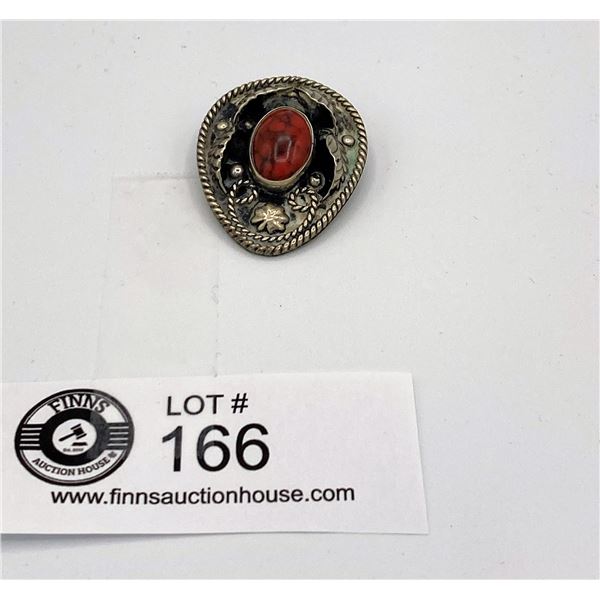 FINNS
AUCTION HOUSE
LOT #
166
www.finnsauctionhouse.com